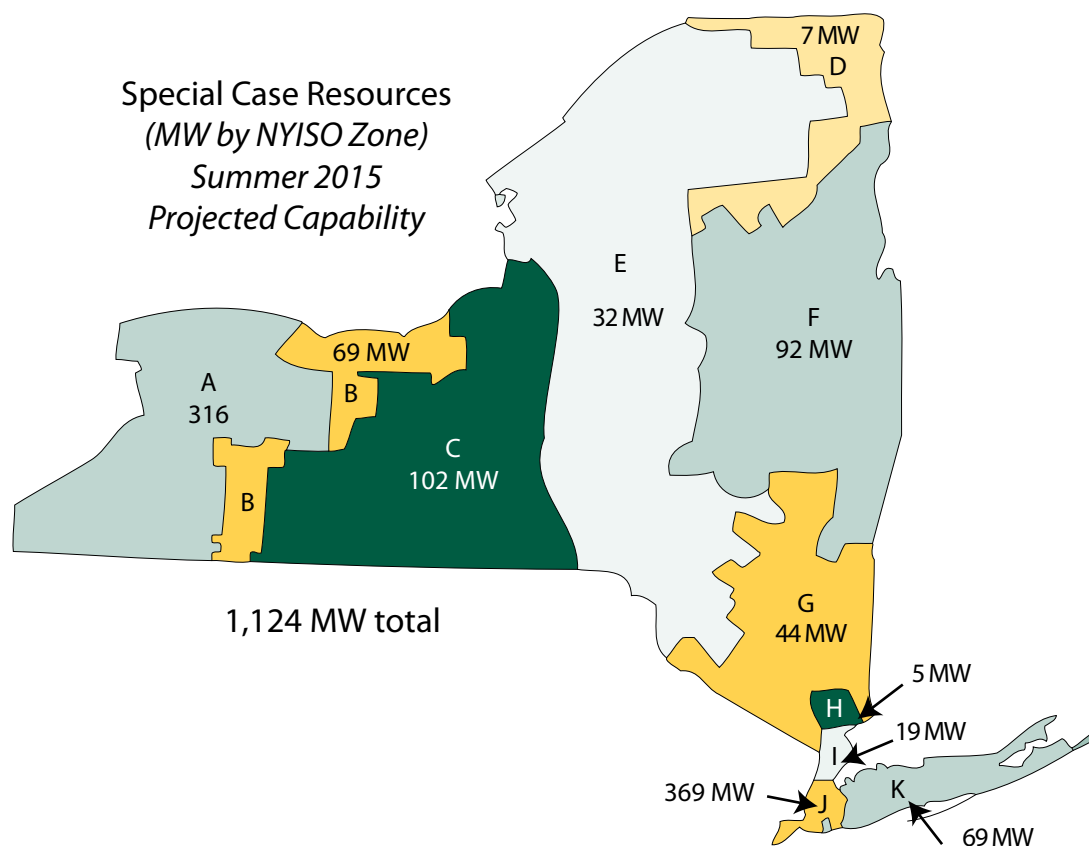 Special Case Resources
(MW by NYISO Zone)
Summer 2015
Projected Capability
7 MW
D
E
32 MW
F
92 MW
69 MW
B
A
316
B
C
102 MW
1,124 MW total
G
44 MW
5 MW
H
19 MW
I
369 MW
J
K
69 MW